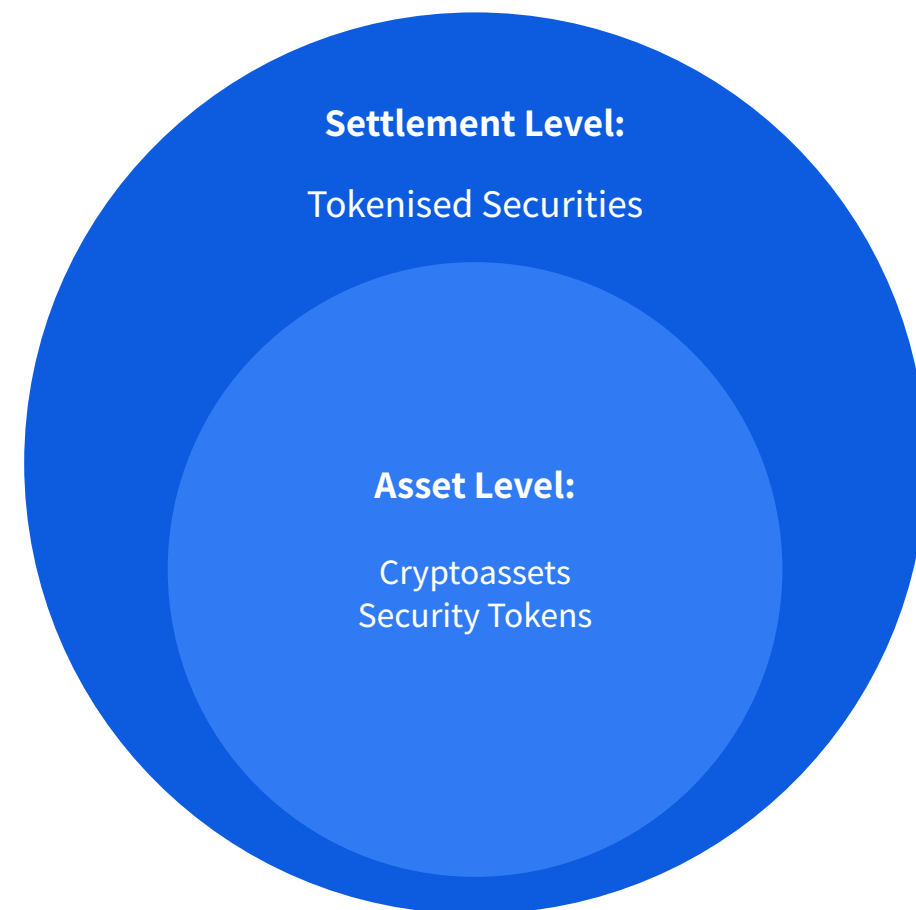 Settlement Level:
Tokenised Securities
Asset Level:
Cryptoassets
Security Tokens